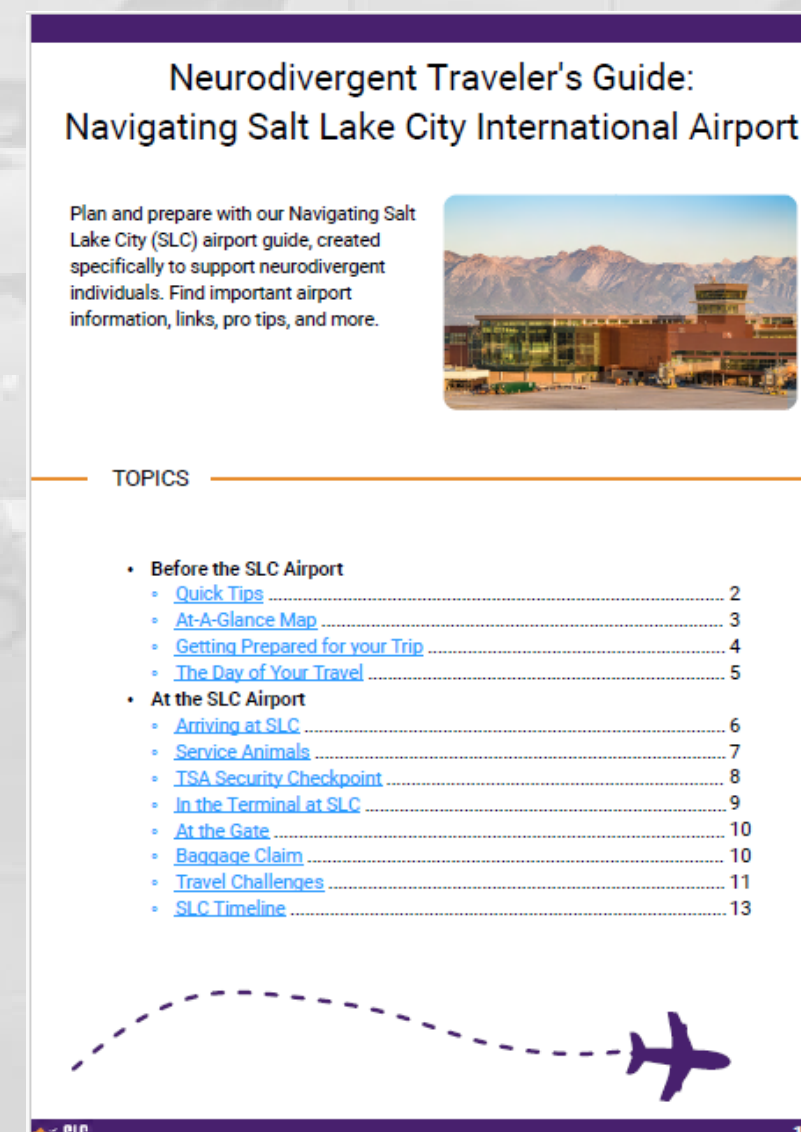 Neurodivergent Traveler's Guide:
Navigating Salt Lake City International Airport
Plan and prepare with our Navigating Salt
Lake City (SLC) airport guide, created
specifically to support neurodivergent
individuals. Find important airport
information, links, pro tips, and more.
TOPICS
• Before the SLC Airport
◦ Quick Tips ........ 2
◦ At-A-Glance Map ........ 3
◦ Getting Prepared for your Trip ........ 4
◦ The Day of Your Travel ........ 5
• At the SLC Airport
◦ Arriving at SLC ........ 6
◦ Service Animals ........ 7
◦ TSA Security Checkpoint ........ 8
◦ In the Terminal at SLC ........ 9
◦ At the Gate ........ 10
◦ Baggage Claim ........ 10
◦ Travel Challenges ........ 11
◦ SLC Timeline ........ 13
SLC